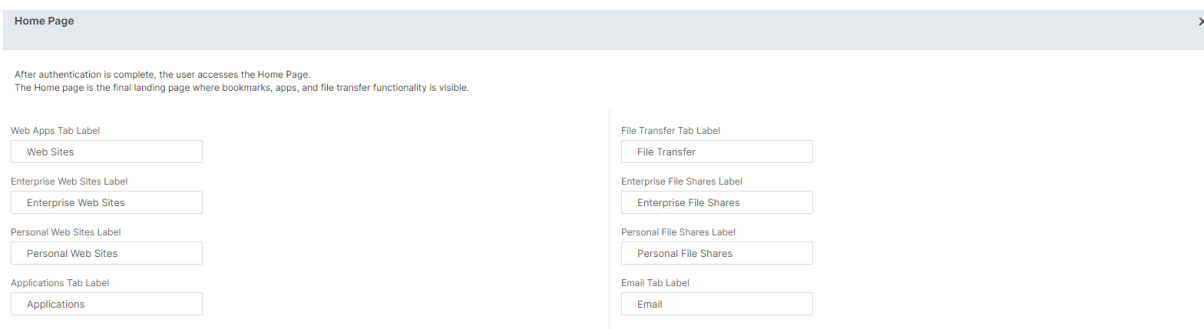 Home Page
After authentication is complete, the user accesses the Home Page.
The Home page is the final landing page where bookmarks, apps, and file transfer functionality is visible.
Web Apps Tab Label
Web Sites
Enterprise Web Sites Label
Enterprise Web Sites
Personal Web Sites Label
Personal Web Sites
Applications Tab Label
Applications
File Transfer Tab Label
File Transfer
Enterprise File Shares Label
Enterprise File Shares
Personal File Shares Label
Personal File Shares
Email Tab Label
Email